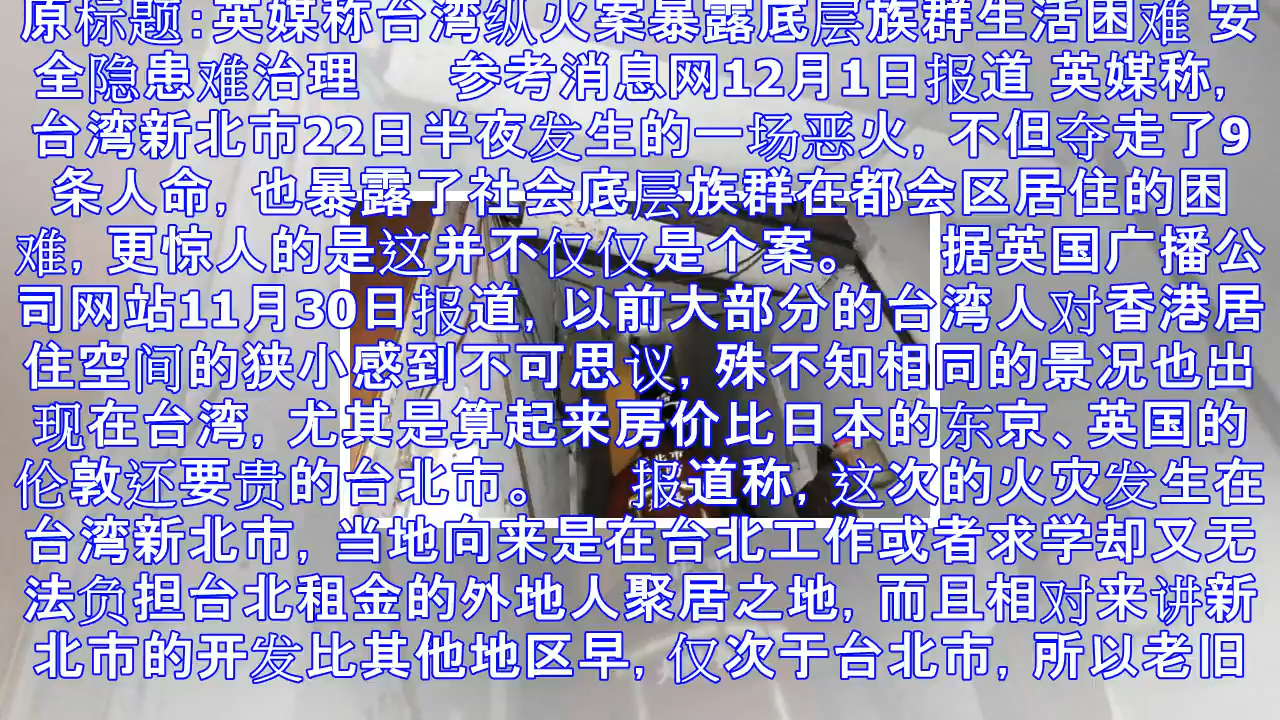 原标题:英媒称台湾纵火案暴露底层族群生活困难 安
全隐患难治理 参考消息网12月1日报道 英媒称,
台湾新北市22日半夜发生的一场恶火, 不但夺走了9
条人命, 也暴露了社会底层族群在都会区居住的困
难, 更惊人的是这并不仅仅是个案。 据英国广播公
司网站11月30日报道, 以前大部分的台湾人对香港居
住空间的狭小感到不可思议, 殊不知相同的景况也出
现在台湾, 尤其是算起来房价比日本的东京、英国的
伦敦还要贵的台北市。 报道称, 这次的火灾发生在
台湾新北市, 当地向来是在台北工作或者求学却又无
法负担台北租金的外地人聚居之地, 而且相对来讲新
北市的开发比其他地区早, 仅次于台北市, 所以老旧